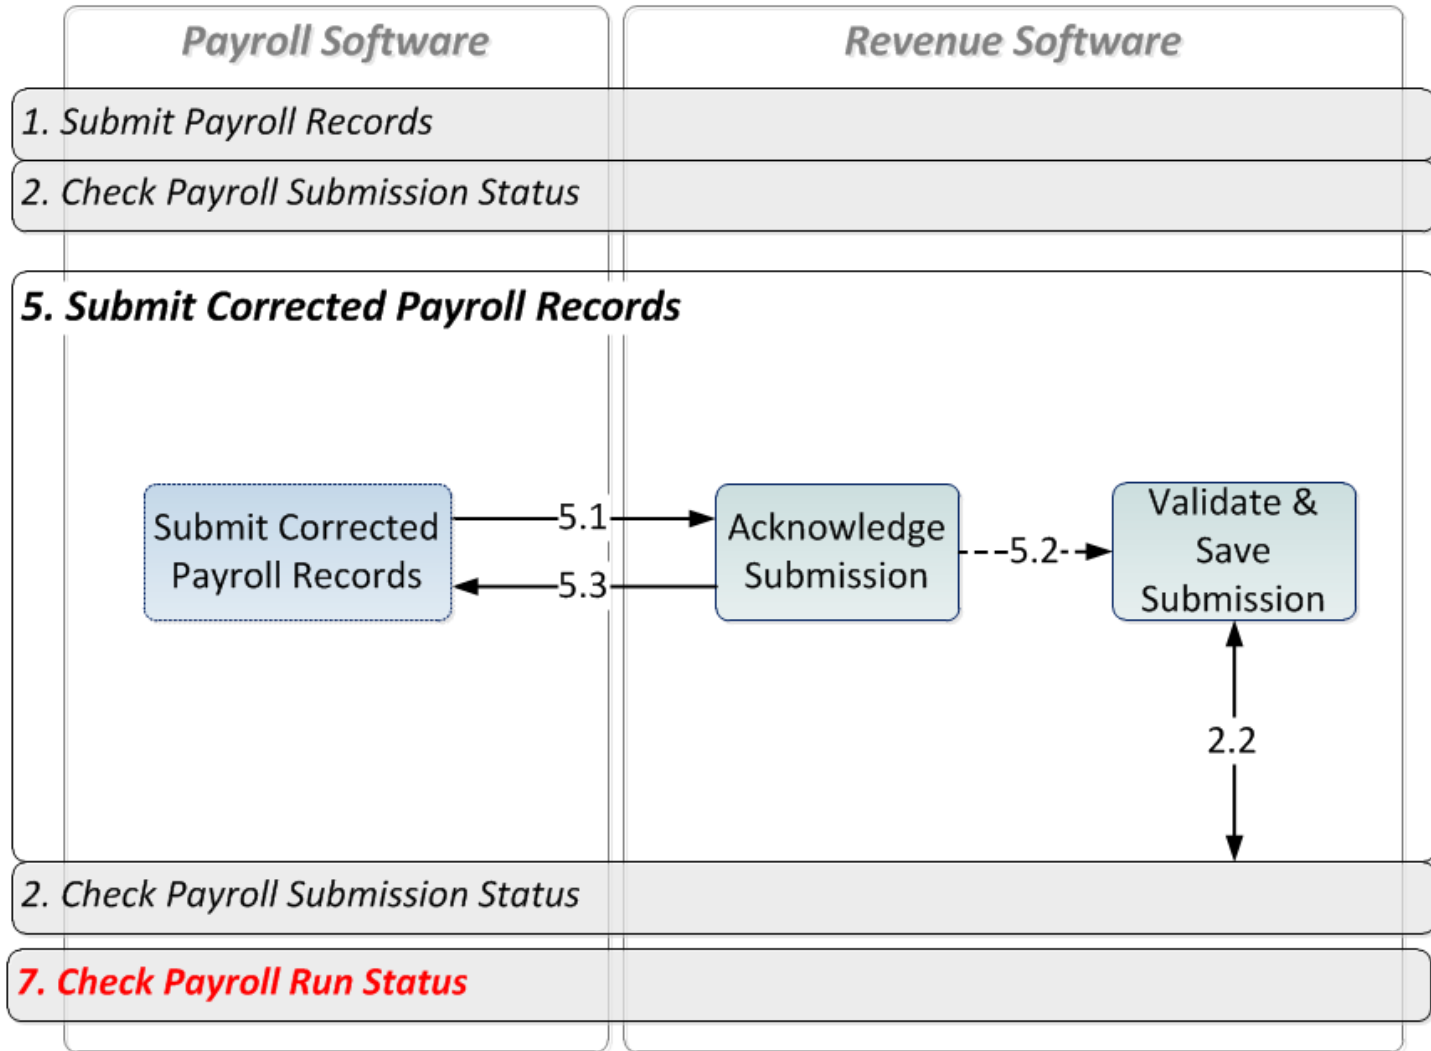 Payroll Software
Revenue Software
1. Submit Payroll Records
2. Check Payroll Submission Status
5. Submit Corrected Payroll Records
Submit Corrected
Payroll Records
5.1
5.3
Acknowledge
Submission
5.2
Validate &
Save
Submission
2.2
2. Check Payroll Submission Status
7. Check Payroll Run Status